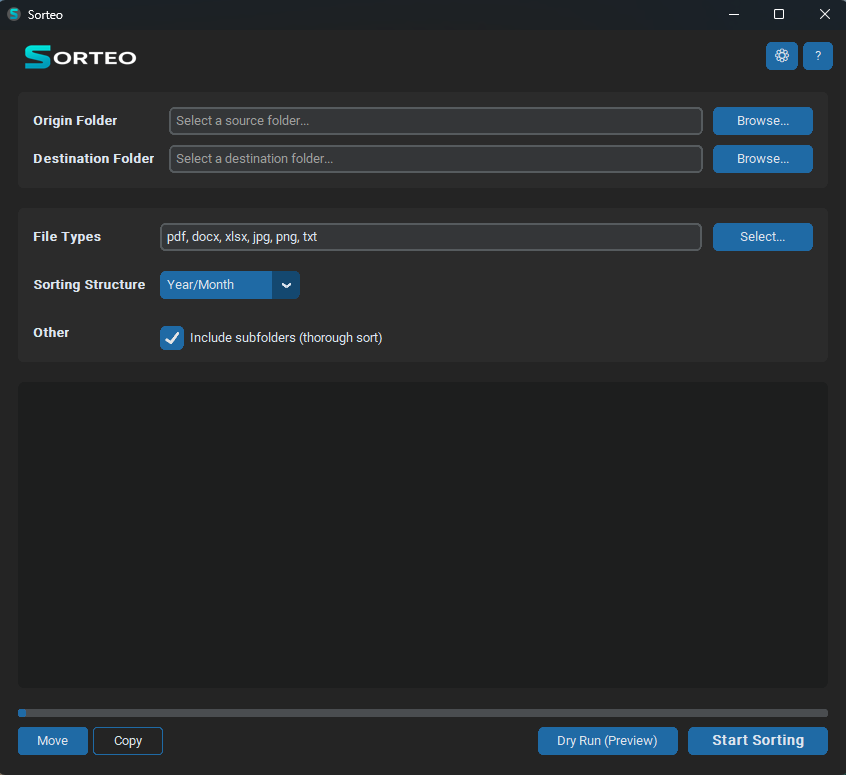 Sorteo
SORTEO
?
Origin Folder Select a source folder... Browse...
Destination Folder Select a destination folder... Browse...
File Types pdf, docx, xlsx, jpg, png, txt Select...
Sorting Structure Year/Month
Other Include subfolders (thorough sort)
Move Copy Dry Run (Preview) Start Sorting